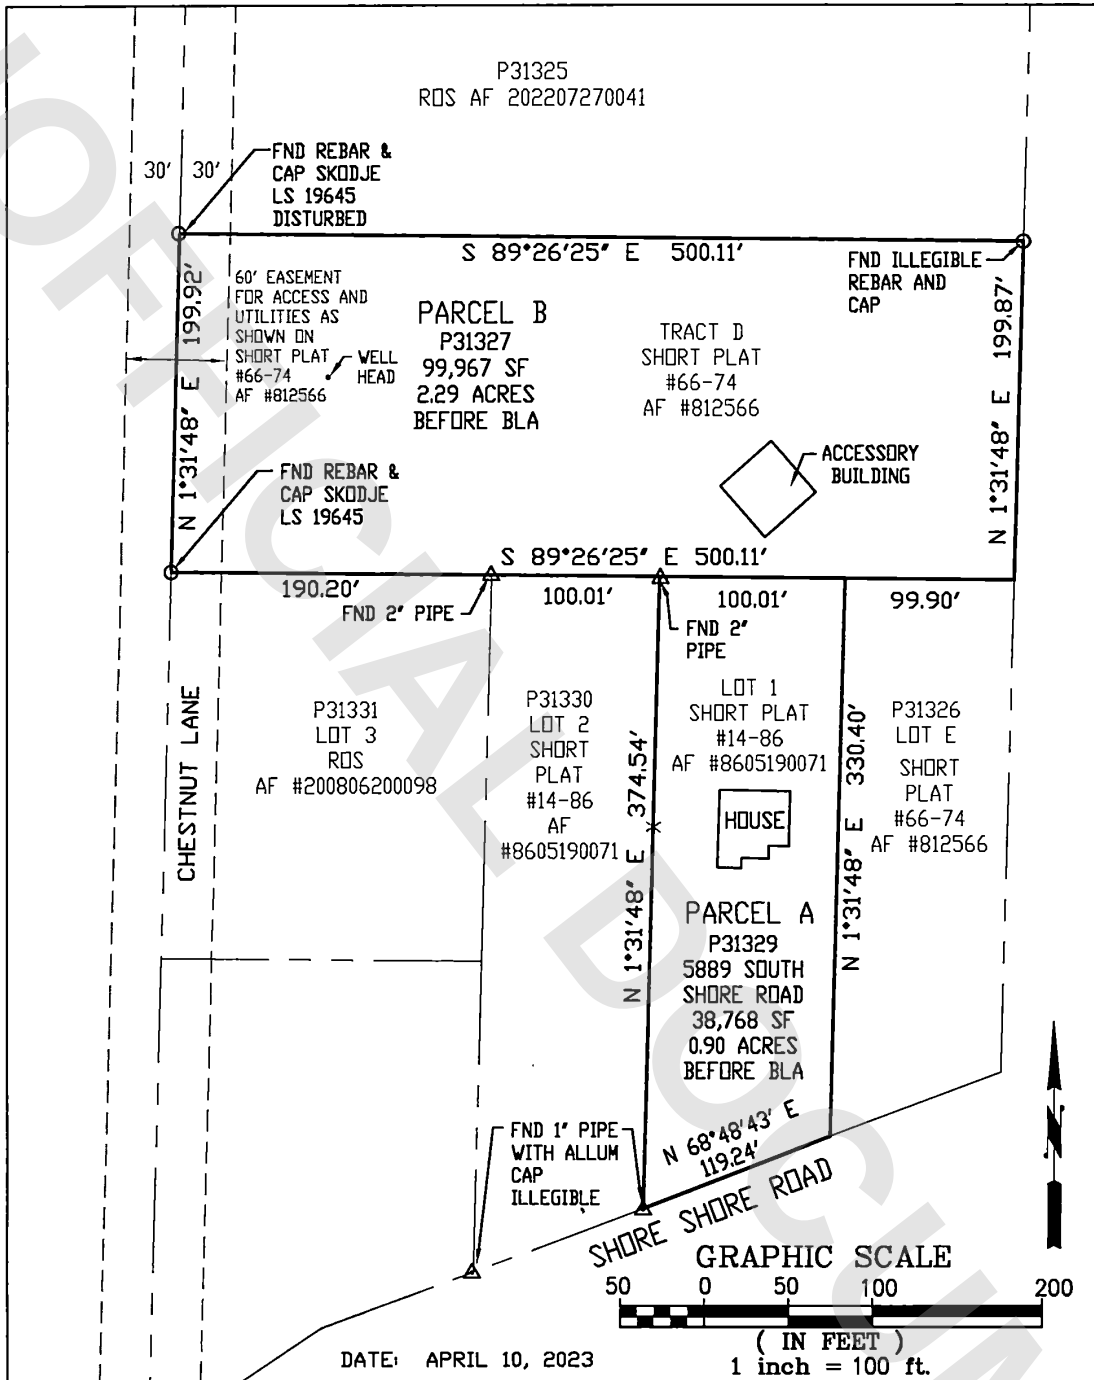 P31325
ROS AF 202207270041
30' 30'
FND REBAR &
CAP SKODJE
LS 19645
DISTURBED
S 89°26'25" E 500.11'
FND ILLEGIBLE
REBAR AND
CAP
N 1°31'48" E 199.92'
60' EASEMENT
FOR ACCESS AND
UTILITIES AS
SHOWN ON
SHORT PLAT
#66-74
AF #812566
WELL
HEAD
PARCEL B
P31327
99,967 SF
2.29 ACRES
BEFORE BLA
TRACT D
SHORT PLAT
#66-74
AF #812566
N 1°31'48" E 199.87'
ACCESSORY
BUILDING
FND REBAR &
CAP SKODJE
LS 19645
S 89°26'25" E 500.11'
190.20'
100.01'
100.01'
99.90'
FND 2" PIPE
FND 2"
PIPE
CHESTNUT LANE
P31331
LOT 3
ROS
AF #200806200098
P31330
LOT 2
SHORT
PLAT
#14-86
AF
#8605190071
N 1°31'48" E 374.54'
LOT 1
SHORT PLAT
#14-86
AF #8605190071
HOUSE
N 1°31'48" E 330.40'
P31326
LOT E
SHORT
PLAT
#66-74
AF #812566
PARCEL A
P31329
5889 SOUTH
SHORE ROAD
38,768 SF
0.90 ACRES
BEFORE BLA
N 68°48'43' E
119.24'
FND 1" PIPE
WITH ALLUM
CAP
ILLEGIBLE
SHORE SHORE ROAD
N
GRAPHIC SCALE
50 0 50 100 200
( IN FEET )
1 inch = 100 ft.
DATE: APRIL 10, 2023
OFFICIAL DOCUM